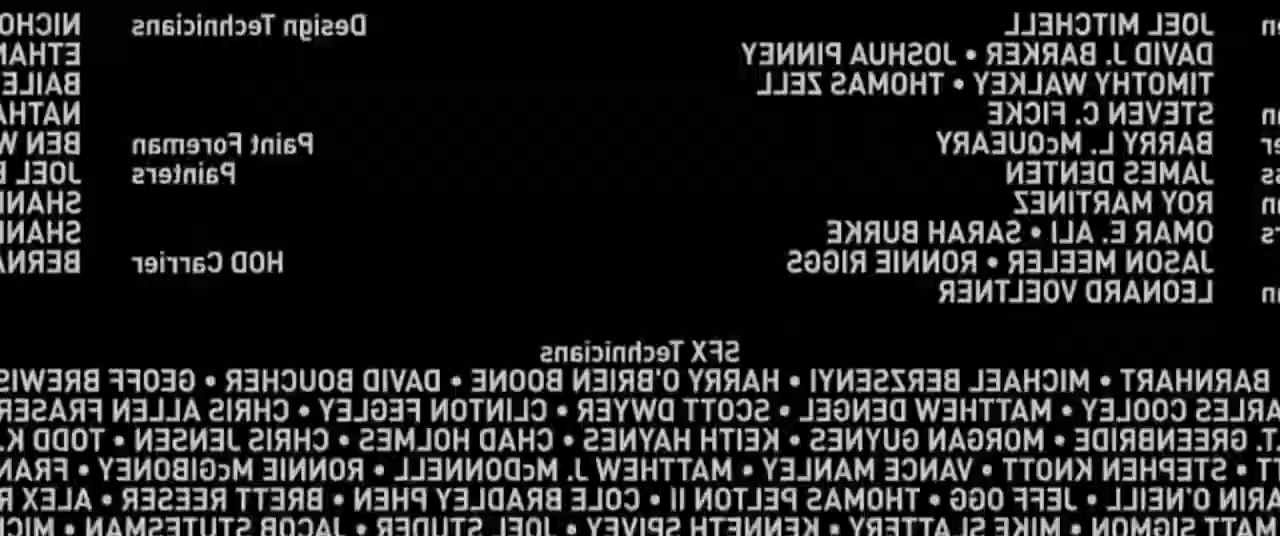 JOEL MITCHELL Design Technicians NICHO
DAVID J. BARKER • JOSHUA PINNEY ETHAN
TIMOTHY WALKEY • THOMAS ZELL BAILE
STEVEN C. FICKE NATHA
BARRY L. McQUEARY Paint Foreman BEN W
JAMES DENTEN Painters JOEL
ROY MARTINEZ SHANN
OMAR E. ALI • SARAH BURKE SHANN
JASON MEELER • RONNIE RIGGS HOD Carrier BERNA
LEONARD VOELTNER
SFX Technicians
BARNHART • MICHAEL BERZSENYI • HARRY O'BRIEN BOONE • DAVID BOUCHER • GEOFF BREWIS
ARLES COOLEY • MATTHEW DENGEL • SCOTT DWYER • CLINTON FEGLEY • CHRIS ALLEN FRASER
T. GREENBRIDE • MORGAN GUYNES • KEITH HAYNES • CHAD HOLMES • CHRIS JENSEN • TODD K
TT • STEPHEN KNOTT • VANCE MANLEY • MATTHEW J. McDONNELL • RONNIE McGIBONEY • FRAN
ARIN O'NEILL • JEFF OGG • THOMAS PELTON II • COLE BRADLEY PHEN • BRETT REESER • ALEX R
MATT SIGMON • MIKE SLATTERY • KENNETH SPIVEY • JOEL STUDER • JACOB STUTESMAN • MIC